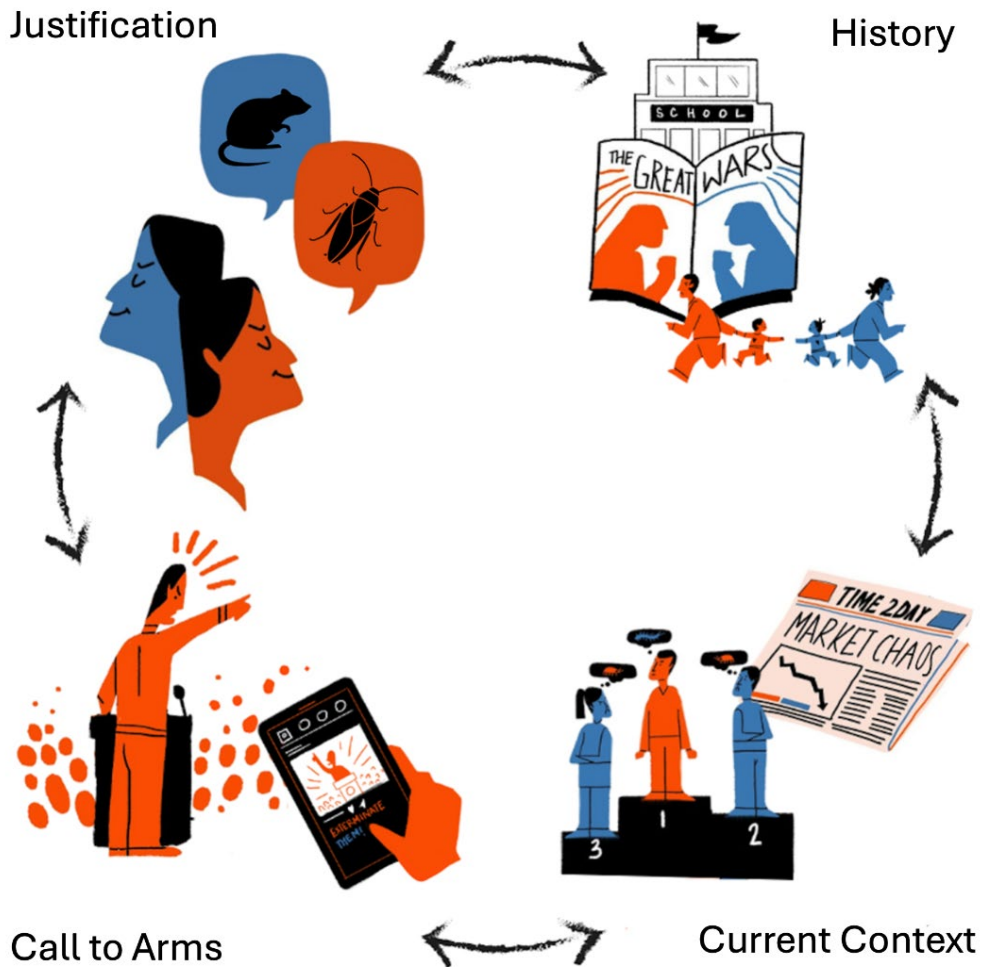 Justification
History
SCHOOL
THE GREAT WARS
TIME 2DAY
MARKET CHAOS
EXTERMINATE
THEM!
1
2
3
Call to Arms
Current Context